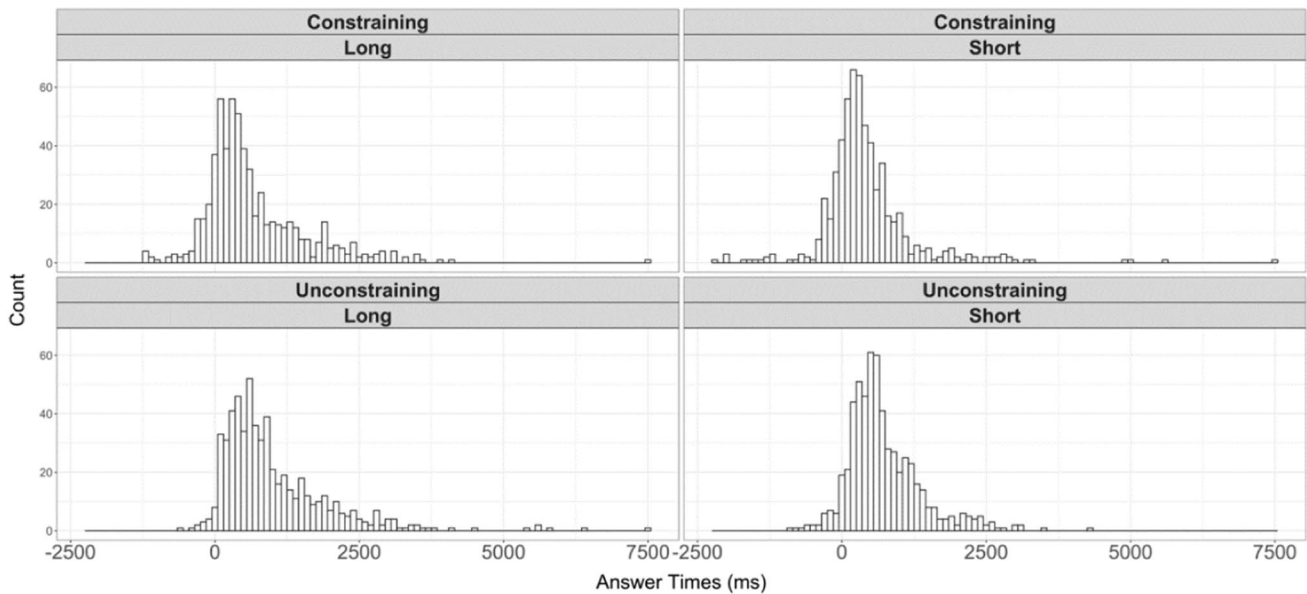 Constraining
Long
Constraining
Short
60
40
20
0
Unconstraining
Long
Unconstraining
Short
60
40
20
0
-2500
0
2500
5000
7500
-2500
0
2500
5000
7500
Count
Answer Times (ms)